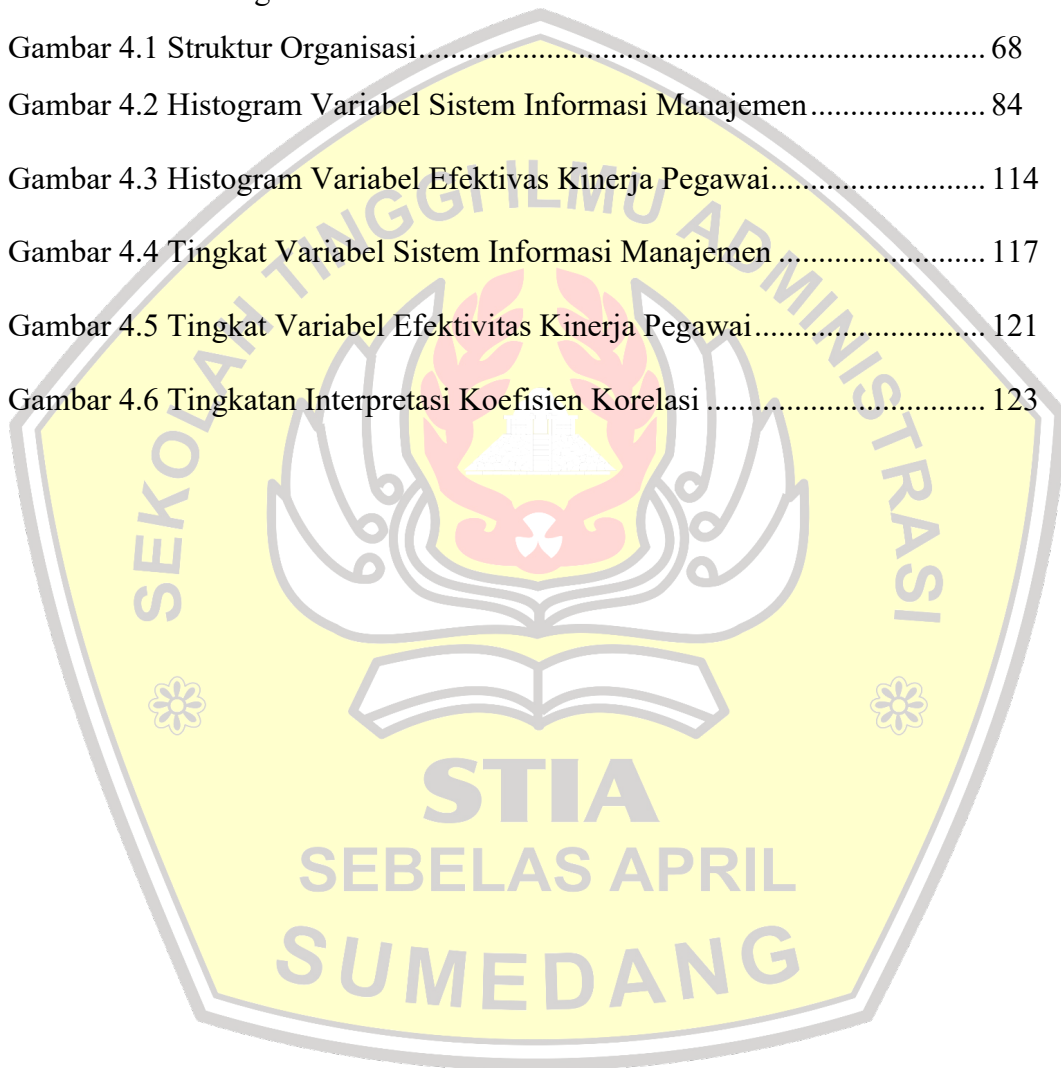 Gambar 4.1 Struktur Organisasi....................................................................... 68
Gambar 4.2 Histogram Variabel Sistem Informasi Manajemen...................... 84
Gambar 4.3 Histogram Variabel Efektivas Kinerja Pegawai........................... 114
Gambar 4.4 Tingkat Variabel Sistem Informasi Manajemen .......................... 117
Gambar 4.5 Tingkat Variabel Efektivitas Kinerja Pegawai............................. 121
Gambar 4.6 Tingkatan Interpretasi Koefisien Korelasi ................................... 123
SEKOLAH TINGGI ILMU ADMINISTRASI
STIA
SEBELAS APRIL
SUMEDANG